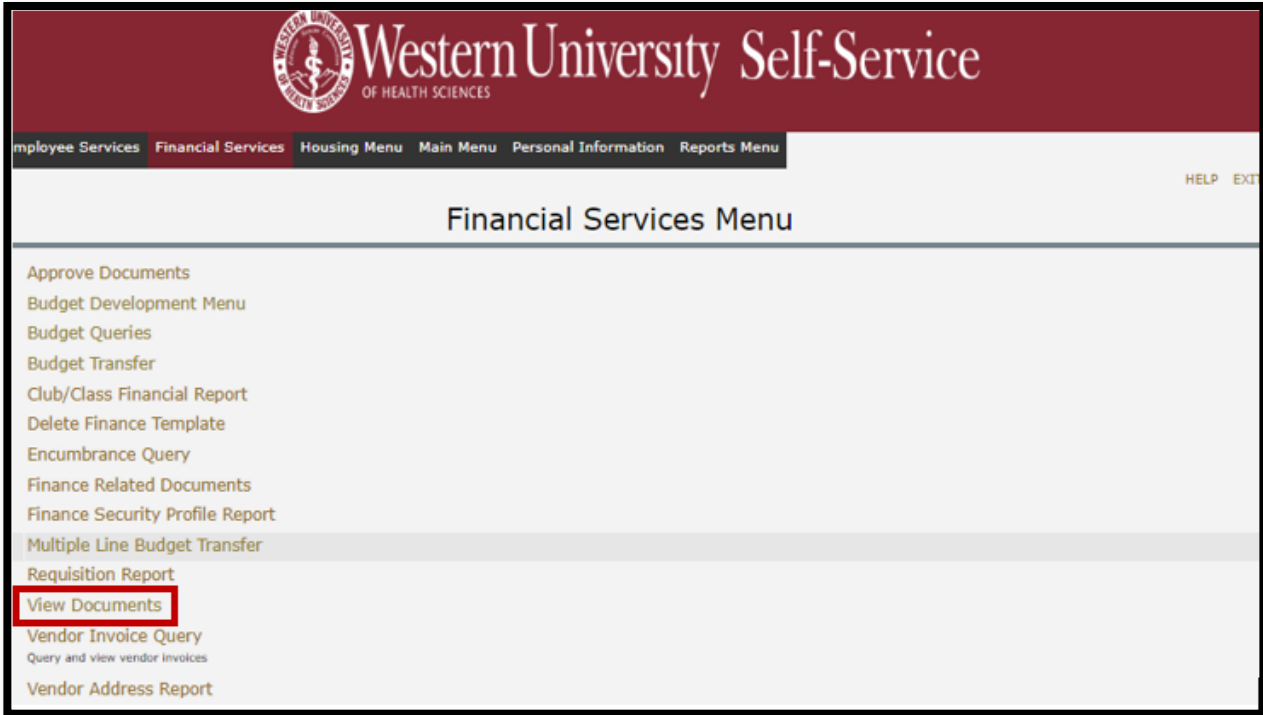 Western University Self-Service
OF HEALTH SCIENCES
mployee Services Financial Services Housing Menu Main Menu Personal Information Reports Menu
HELP EXIT
Financial Services Menu
Approve Documents
Budget Development Menu
Budget Queries
Budget Transfer
Club/Class Financial Report
Delete Finance Template
Encumbrance Query
Finance Related Documents
Finance Security Profile Report
Multiple Line Budget Transfer
Requisition Report
View Documents
Vendor Invoice Query
Query and view vendor invoices
Vendor Address Report